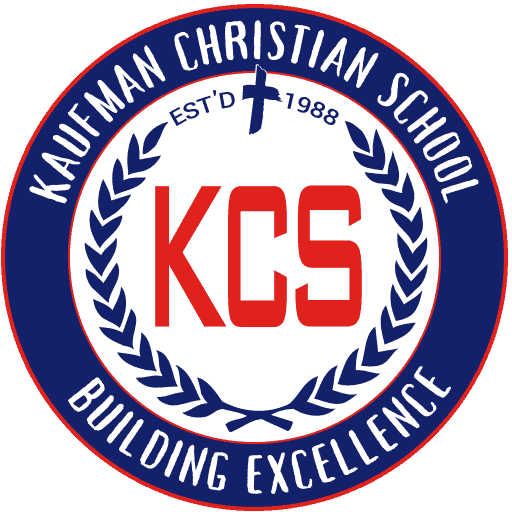 KAUFMAN CHRISTIAN SCHOOL
EST'D 1988
KCS
BUILDING EXCELLENCE